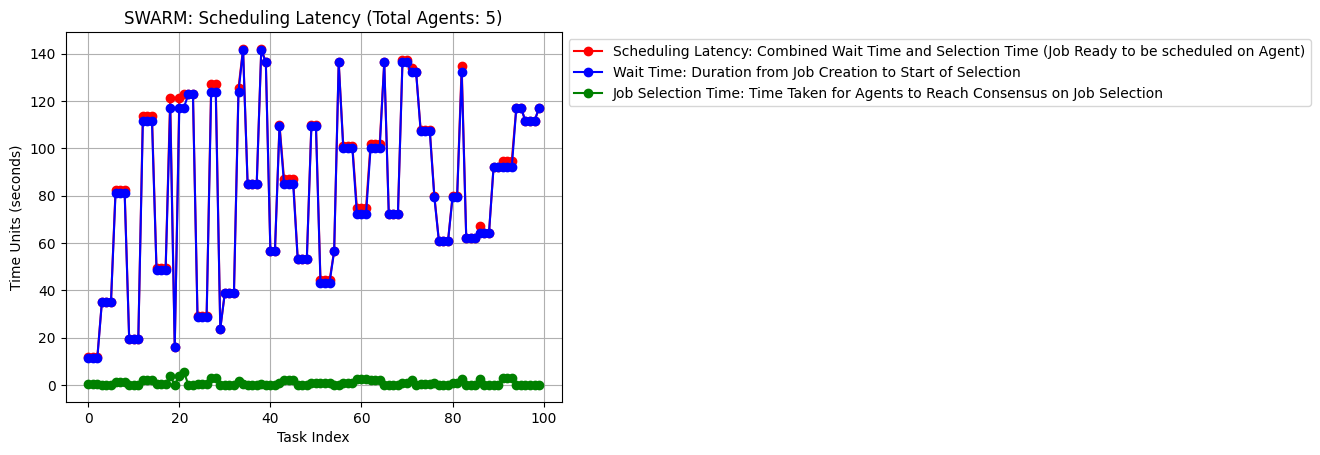 SWARM: Scheduling Latency (Total Agents: 5)
Scheduling Latency: Combined Wait Time and Selection Time (Job Ready to be scheduled on Agent)
Wait Time: Duration from Job Creation to Start of Selection
Job Selection Time: Time Taken for Agents to Reach Consensus on Job Selection
Time Units (seconds)
140
120
100
80
60
40
20
0
0 20 40 60 80 100
Task Index